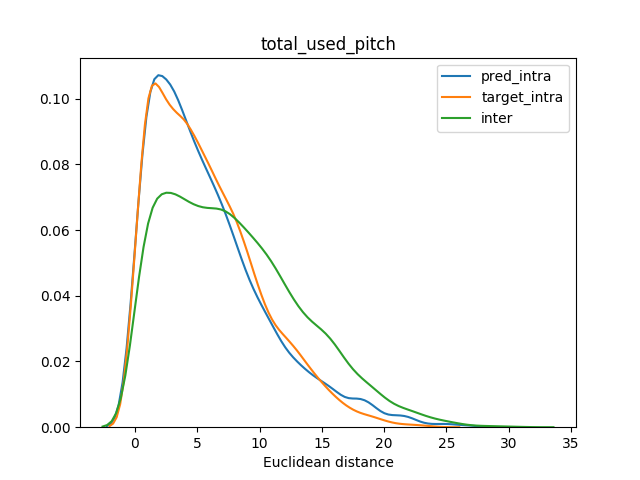 total_used_pitch
pred_intra
target_intra
inter
0.10
0.08
0.06
0.04
0.02
0.00
0 5 10 15 20 25 30 35
Euclidean distance